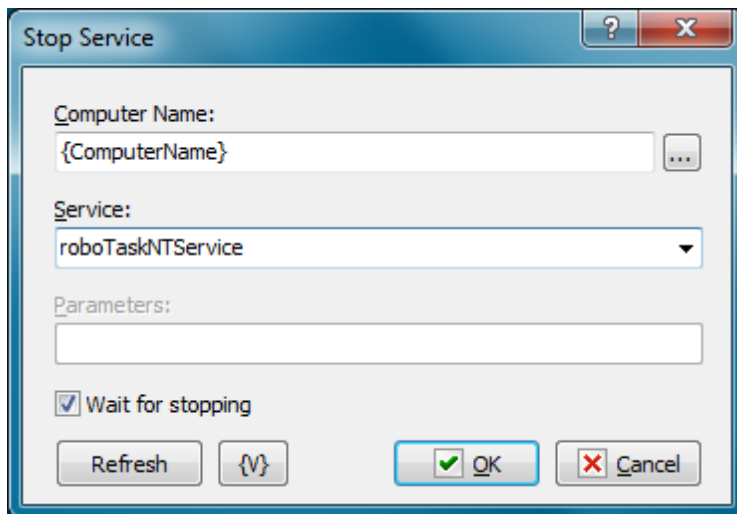 Stop Service
?
Computer Name:
{ComputerName}
...
Service:
roboTaskNTService
Parameters:
Wait for stopping
Refresh {V} OK Cancel